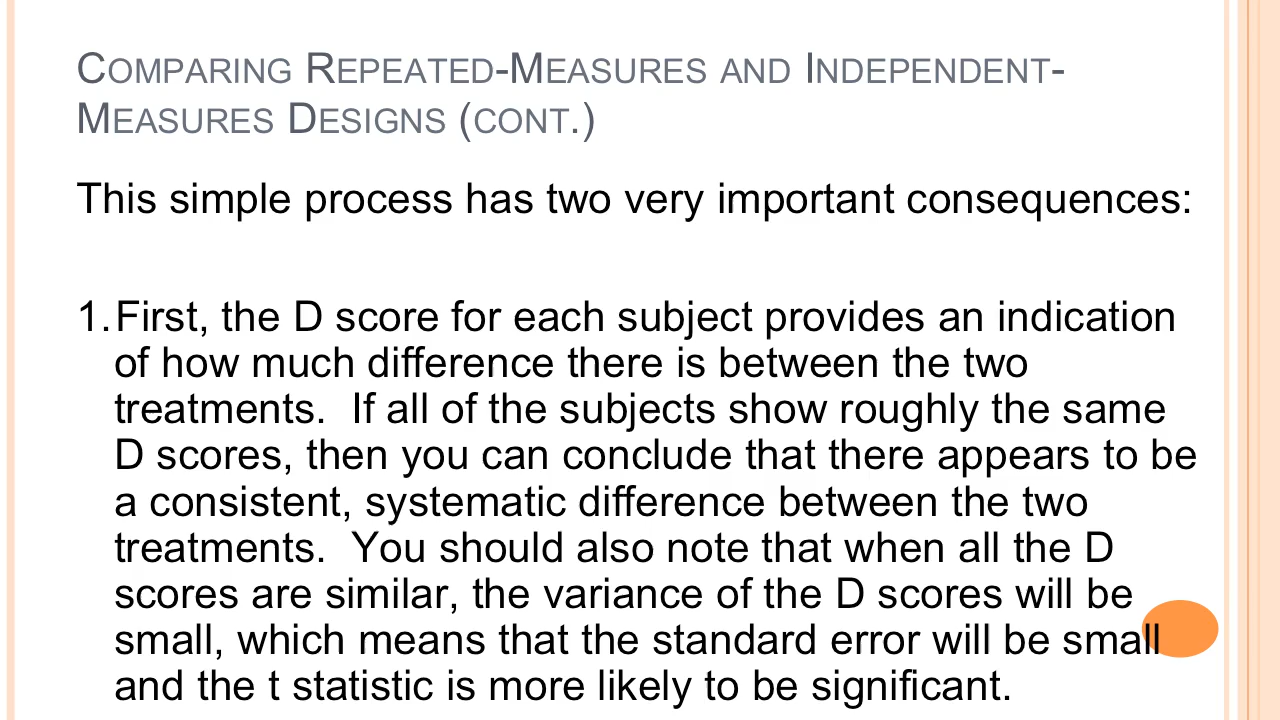 Comparing Repeated-Measures and Independent-
Measures Designs (cont.)
This simple process has two very important consequences:
1. First, the D score for each subject provides an indication
of how much difference there is between the two
treatments.  If all of the subjects show roughly the same
D scores, then you can conclude that there appears to be
a consistent, systematic difference between the two
treatments.  You should also note that when all the D
scores are similar, the variance of the D scores will be
small, which means that the standard error will be small
and the t statistic is more likely to be significant.